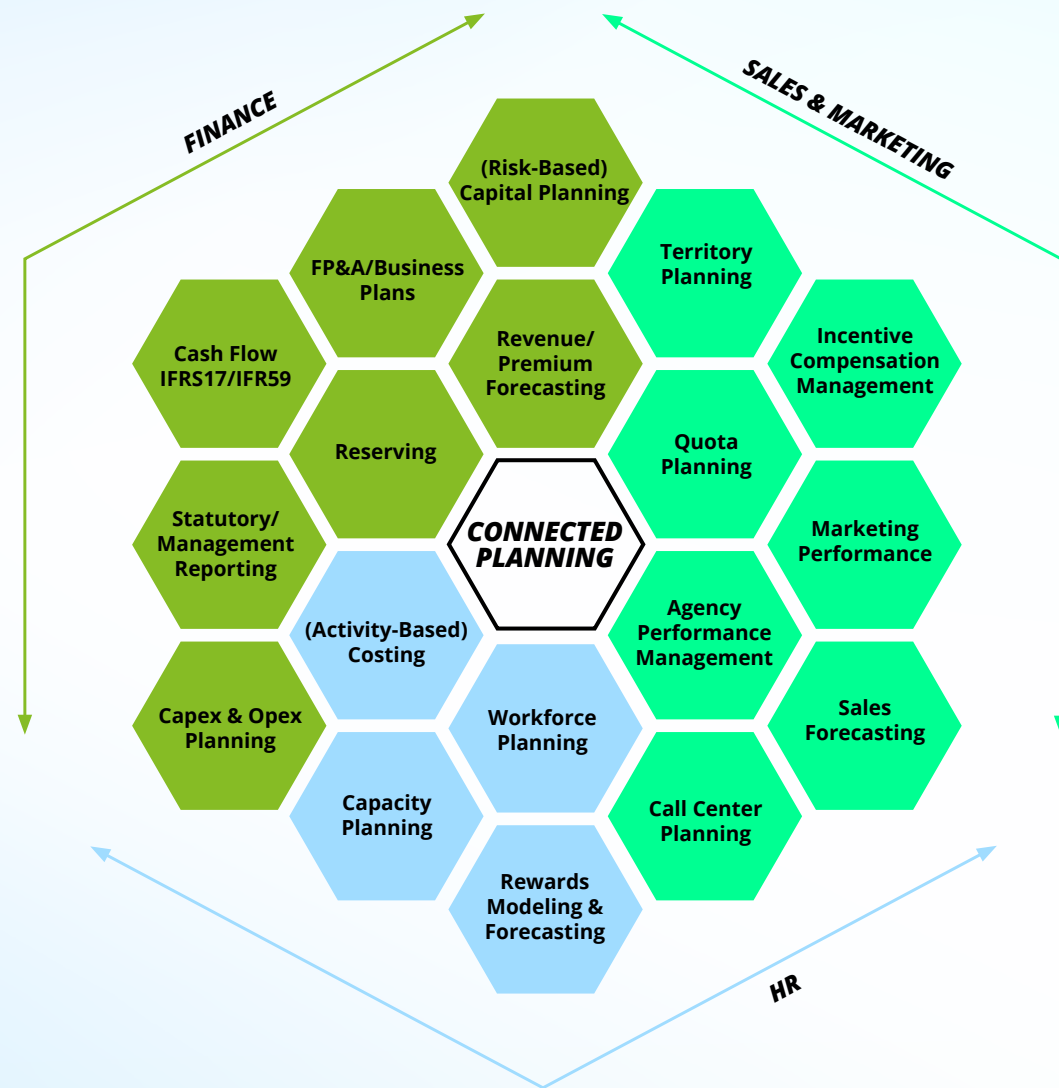 FINANCE
SALES & MARKETING
(Risk-Based)
Capital Planning
FP&A/Business
Plans
Territory
Planning
Cash Flow
IFRS17/IFR59
Revenue/
Premium
Forecasting
Incentive
Compensation
Management
Reserving
Quota
Planning
Statutory/
Management
Reporting
CONNECTED
PLANNING
Marketing
Performance
(Activity-Based)
Costing
Agency
Performance
Management
Capex & Opex
Planning
Workforce
Planning
Sales
Forecasting
Capacity
Planning
Call Center
Planning
Rewards
Modeling &
Forecasting
HR